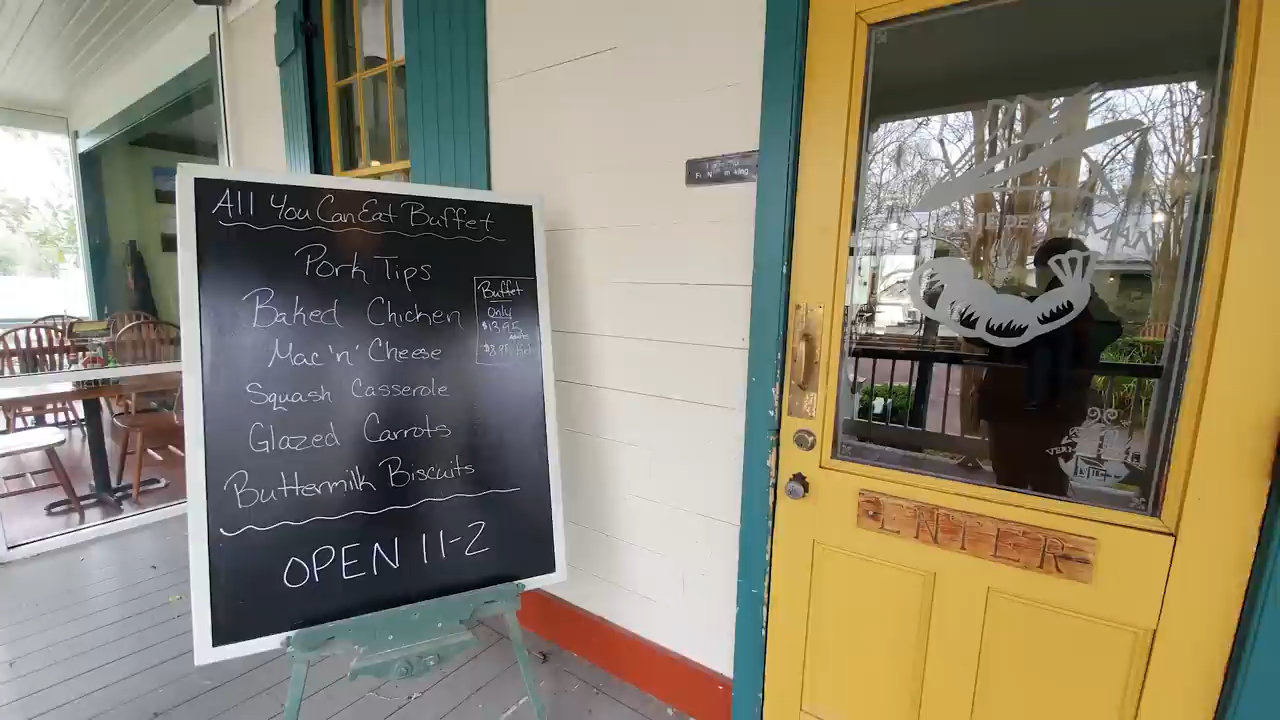 All You Can Eat Buffet
Pork Tips
Baked Chicken
Mac 'n' Cheese
Squash Casserole
Glazed Carrots
Buttermilk Biscuits
OPEN 11-2
Buffet
Only
$13.95
ENTER